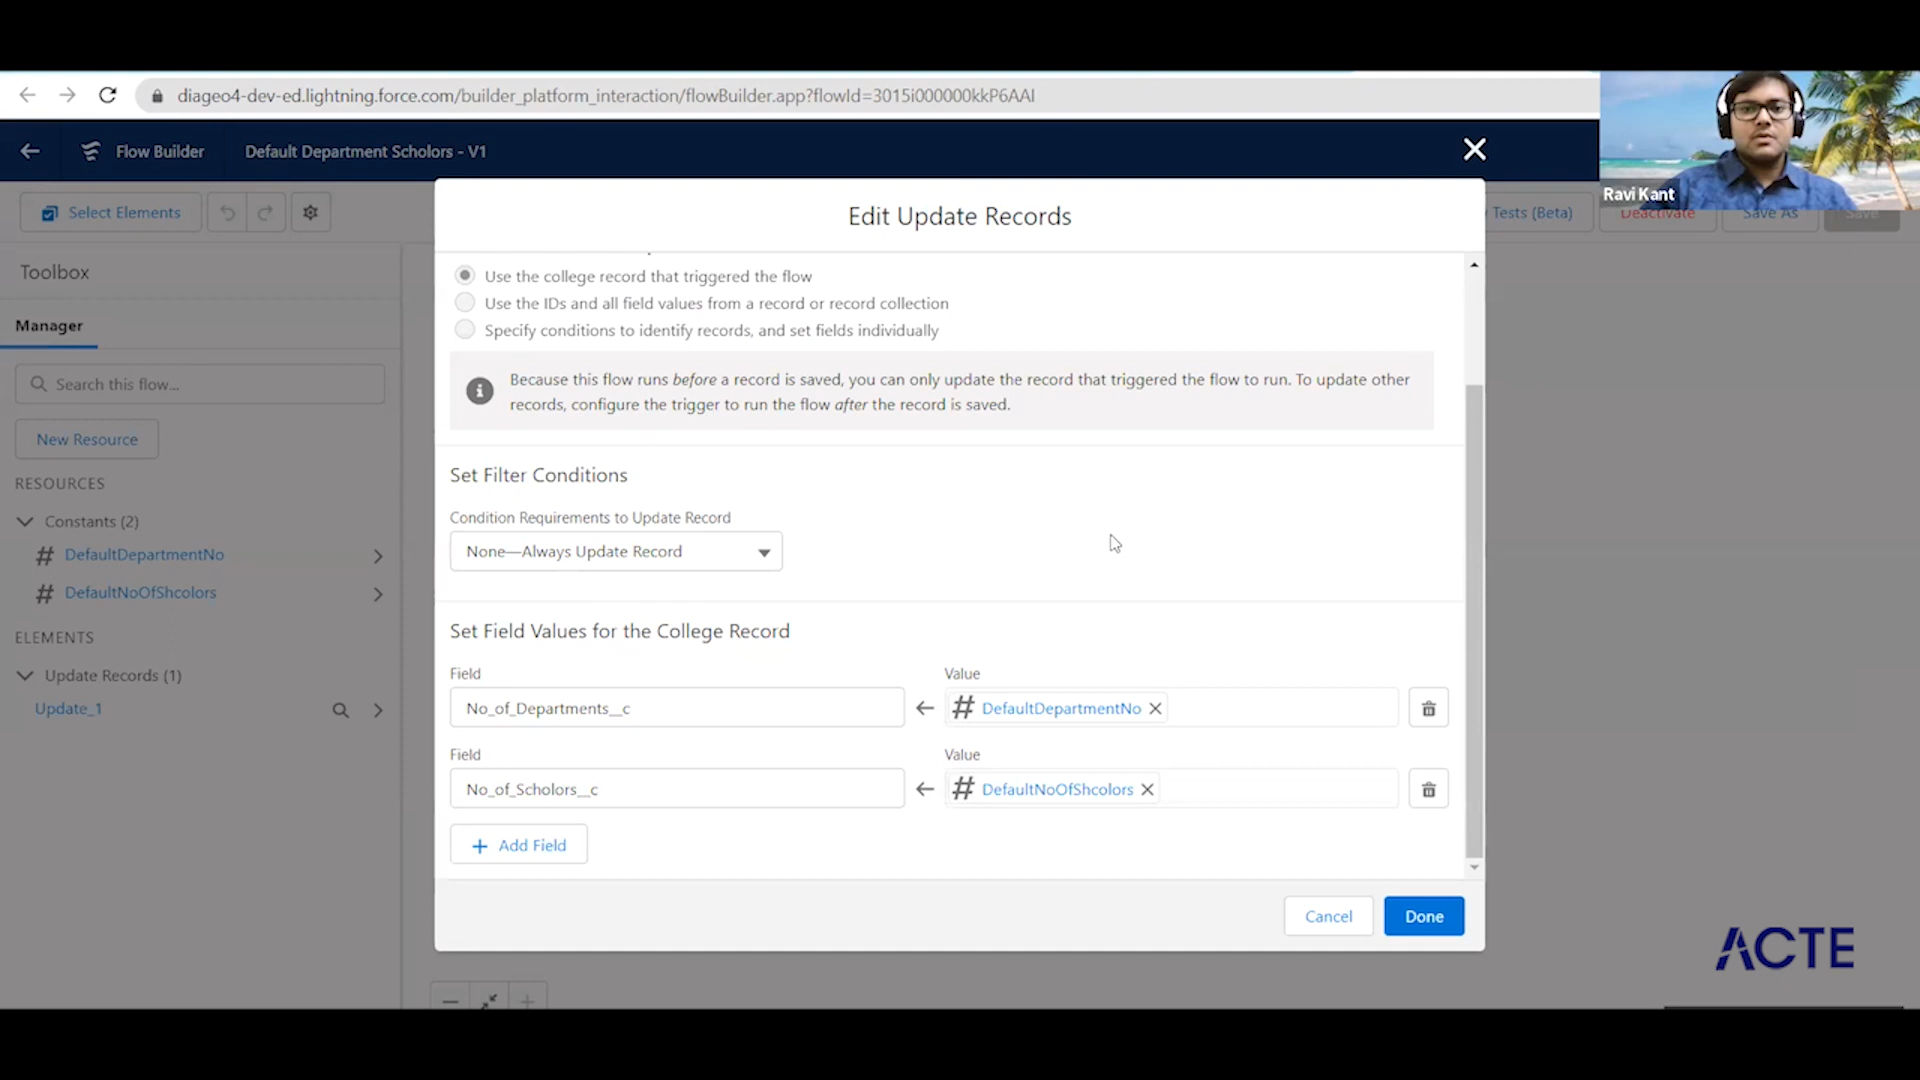 diageo4-dev-ed.lightning.force.com/builder_platform_interaction/flowBuilder.app?flowId=3015i000000kkP6AAI
Flow Builder
Default Department Scholors - V1
Ravi Kant
Select Elements
Tests (Beta)
Deactivate
Save As
Save
Edit Update Records
Toolbox
Manager
Search this flow...
New Resource
RESOURCES
Constants (2)
DefaultDepartmentNo
DefaultNoOfShcolors
ELEMENTS
Update Records (1)
Update_1
Use the college record that triggered the flow
Use the IDs and all field values from a record or record collection
Specify conditions to identify records, and set fields individually
Because this flow runs before a record is saved, you can only update the record that triggered the flow to run. To update other
records, configure the trigger to run the flow after the record is saved.
Set Filter Conditions
Condition Requirements to Update Record
None—Always Update Record
Set Field Values for the College Record
Field
Value
No_of_Departments__c
DefaultDepartmentNo
Field
Value
No_of_Scholors__c
DefaultNoOfShcolors
Add Field
Cancel
Done
ACTE